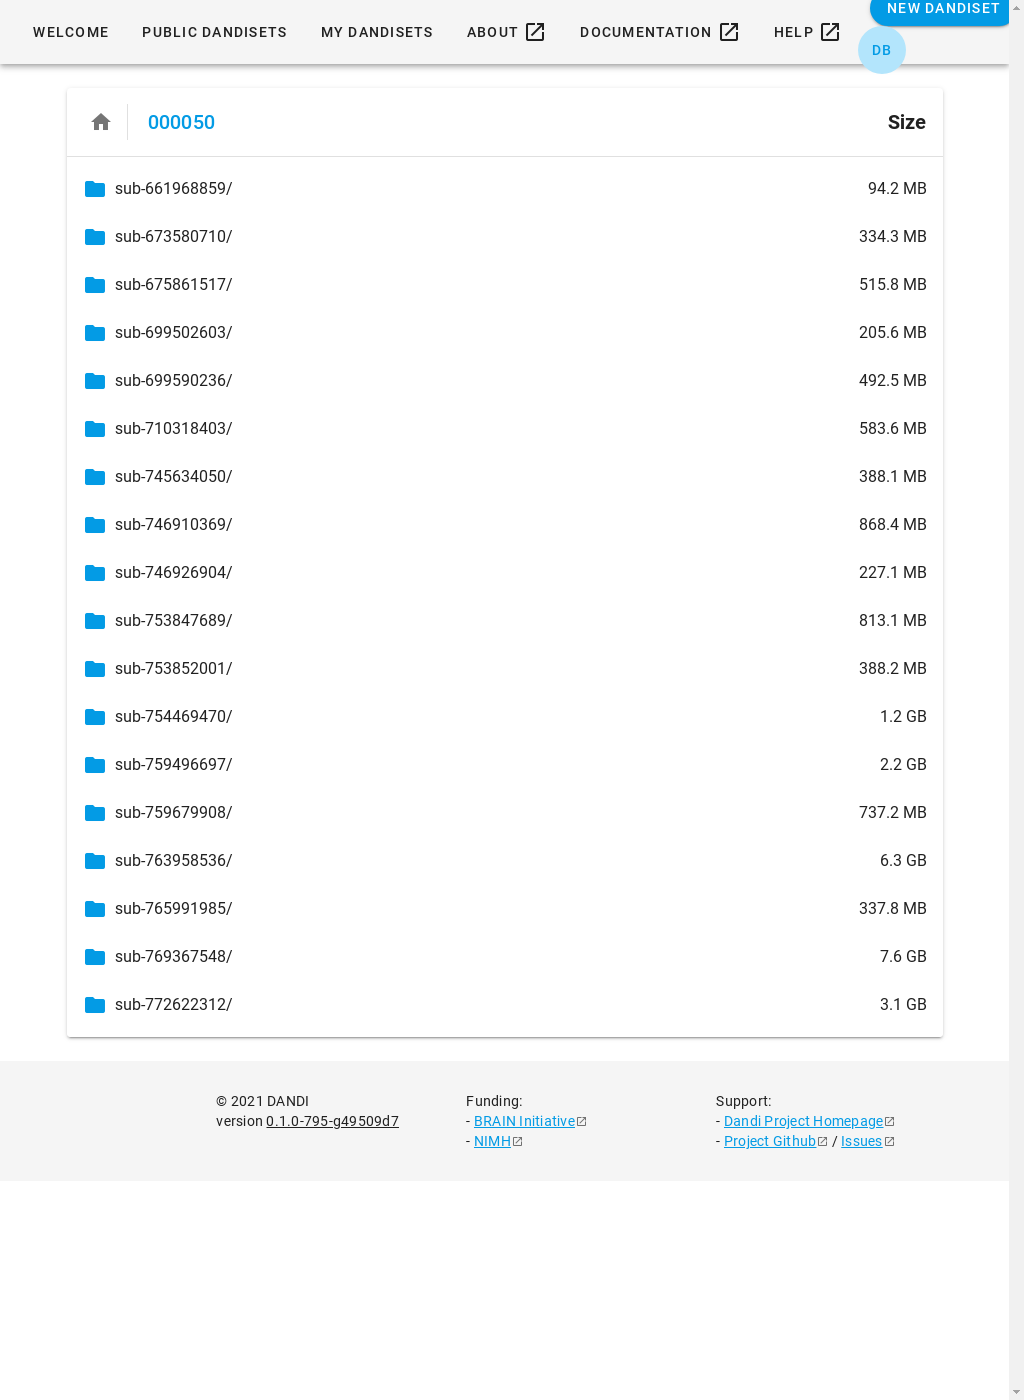 WELCOME PUBLIC DANDISETS MY DANDISETS ABOUT DOCUMENTATION HELP NEW DANDISET
DB
000050 Size
sub-661968859/ 94.2 MB
sub-673580710/ 334.3 MB
sub-675861517/ 515.8 MB
sub-699502603/ 205.6 MB
sub-699590236/ 492.5 MB
sub-710318403/ 583.6 MB
sub-745634050/ 388.1 MB
sub-746910369/ 868.4 MB
sub-746926904/ 227.1 MB
sub-753847689/ 813.1 MB
sub-753852001/ 388.2 MB
sub-754469470/ 1.2 GB
sub-759496697/ 2.2 GB
sub-759679908/ 737.2 MB
sub-763958536/ 6.3 GB
sub-765991985/ 337.8 MB
sub-769367548/ 7.6 GB
sub-772622312/ 3.1 GB
© 2021 DANDI
version 0.1.0-795-g49509d7
Funding:
- BRAIN Initiative
- NIMH
Support:
- Dandi Project Homepage
- Project Github / Issues